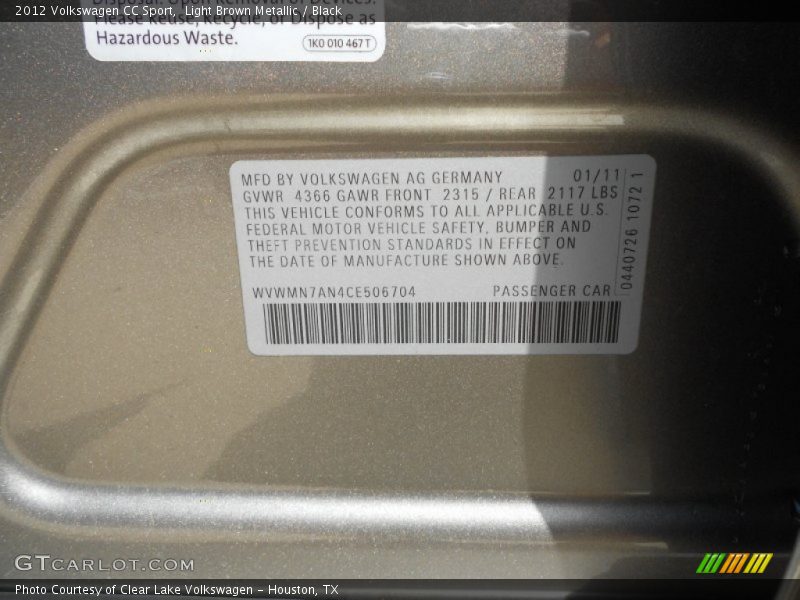 2012 Volkswagen CC Sport, Light Brown Metallic / Black
Please Reuse, Recycle, or Dispose as
Hazardous Waste.
1K0 010 467 T
MFD BY VOLKSWAGEN AG GERMANY 01/11
GVWR 4366 GAWR FRONT 2315 / REAR 2117 LBS
THIS VEHICLE CONFORMS TO ALL APPLICABLE U.S.
FEDERAL MOTOR VEHICLE SAFETY, BUMPER AND
THEFT PREVENTION STANDARDS IN EFFECT ON
THE DATE OF MANUFACTURE SHOWN ABOVE.
WVWMN7AN4CE506704 PASSENGER CAR
0440726 1072 1
GTCARLOT.COM
Photo Courtesy of Clear Lake Volkswagen - Houston, TX